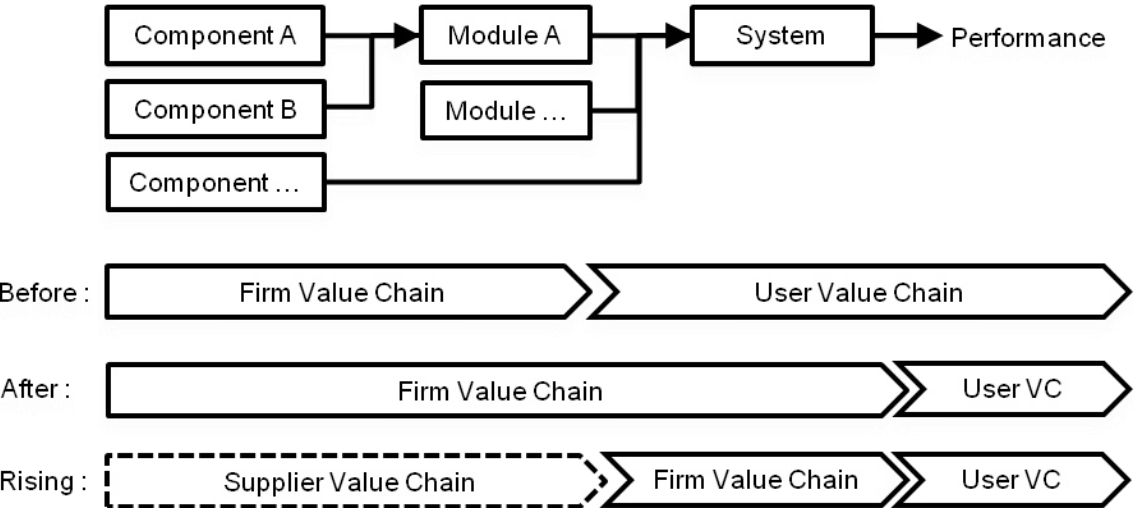 Component A
Module A
System
Performance
Component B
Module ...
Component ...
Before :
Firm Value Chain
User Value Chain
After :
Firm Value Chain
User VC
Rising :
Supplier Value Chain
Firm Value Chain
User VC